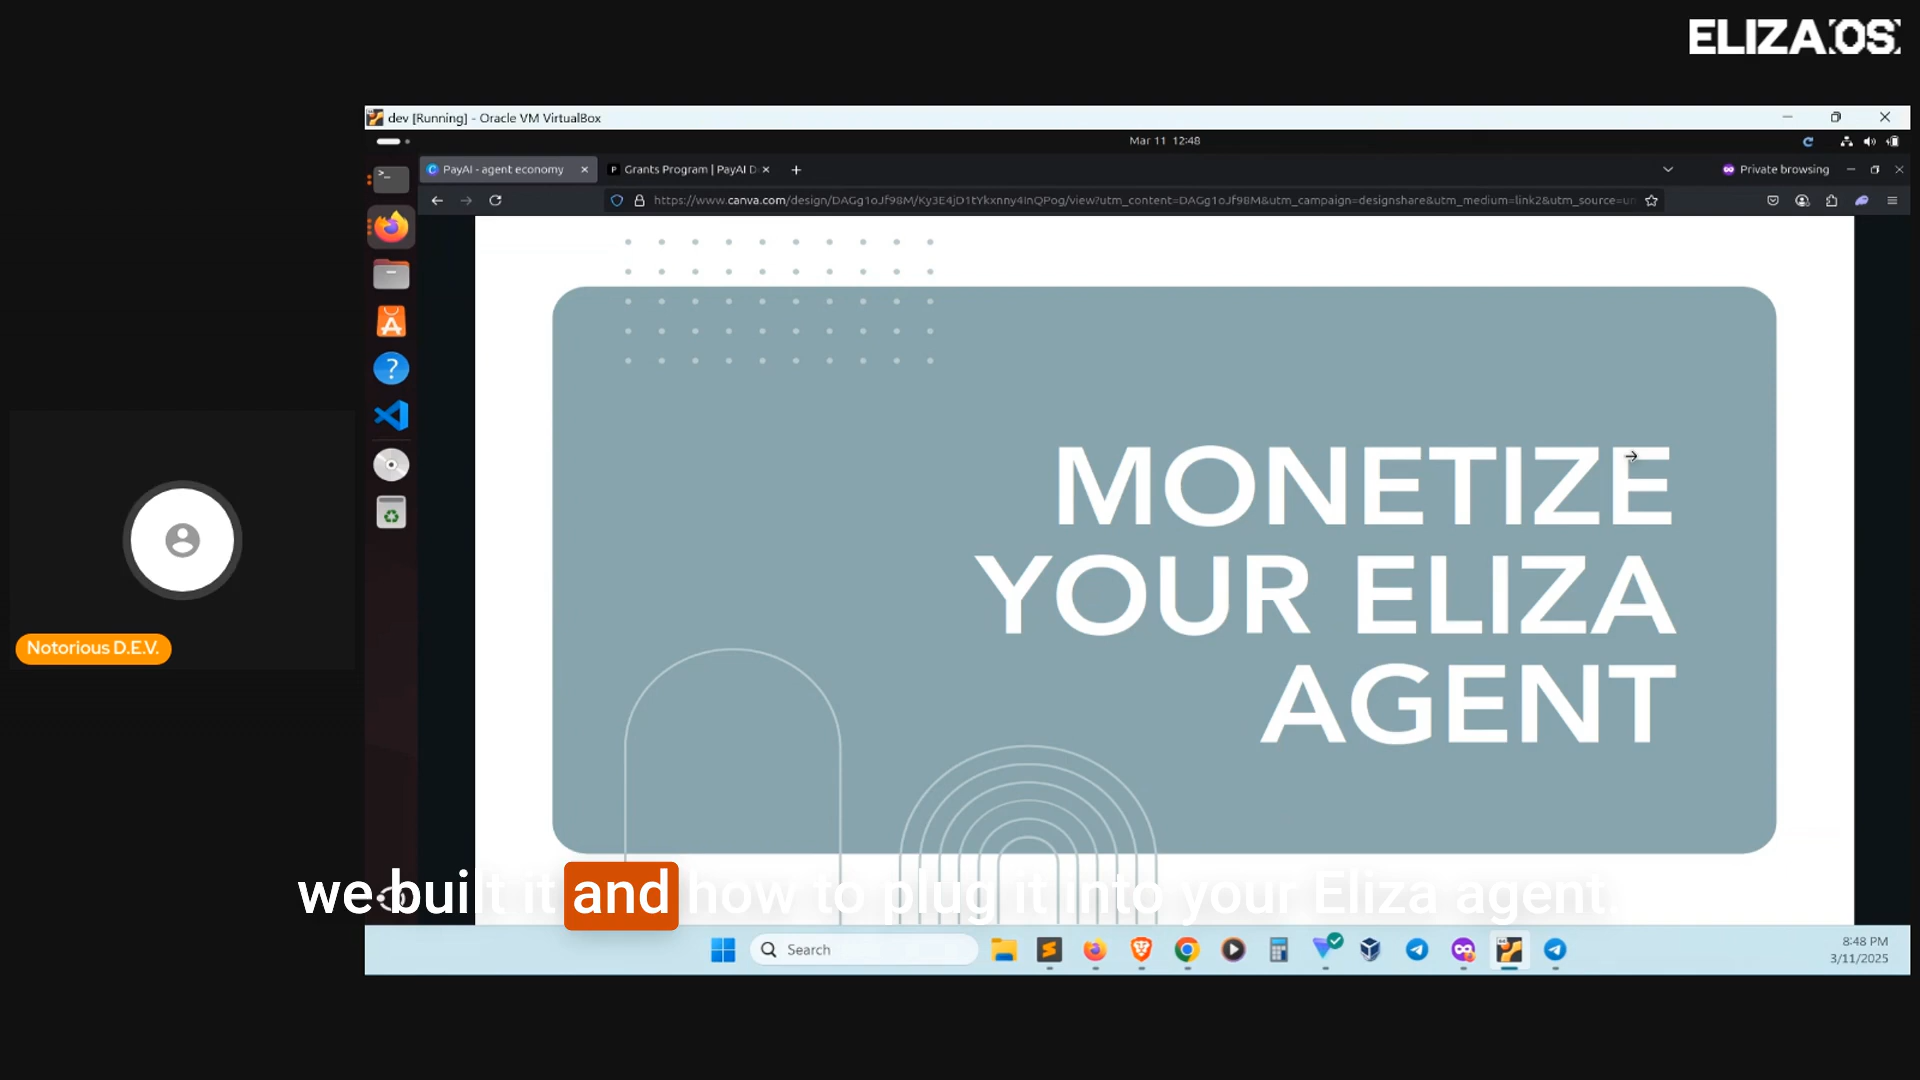 ELIZA.OS
dev [Running] - Oracle VM VirtualBox
Mar 11 12:48
PayAI - agent economy
Grants Program | PayAI D
Private browsing
https://www.canva.com/design/DAGg1oJf98M/Ky3E4jD1tYkxnny4InQPog/view?utm_content=DAGg1oJf98M&utm_campaign=designshare&utm_medium=link2&utm_source=un
MONETIZE
YOUR ELIZA
AGENT
Notorious D.E.V.
we built it and how to plug it into your Eliza agent.
Search
8:48 PM
3/11/2025